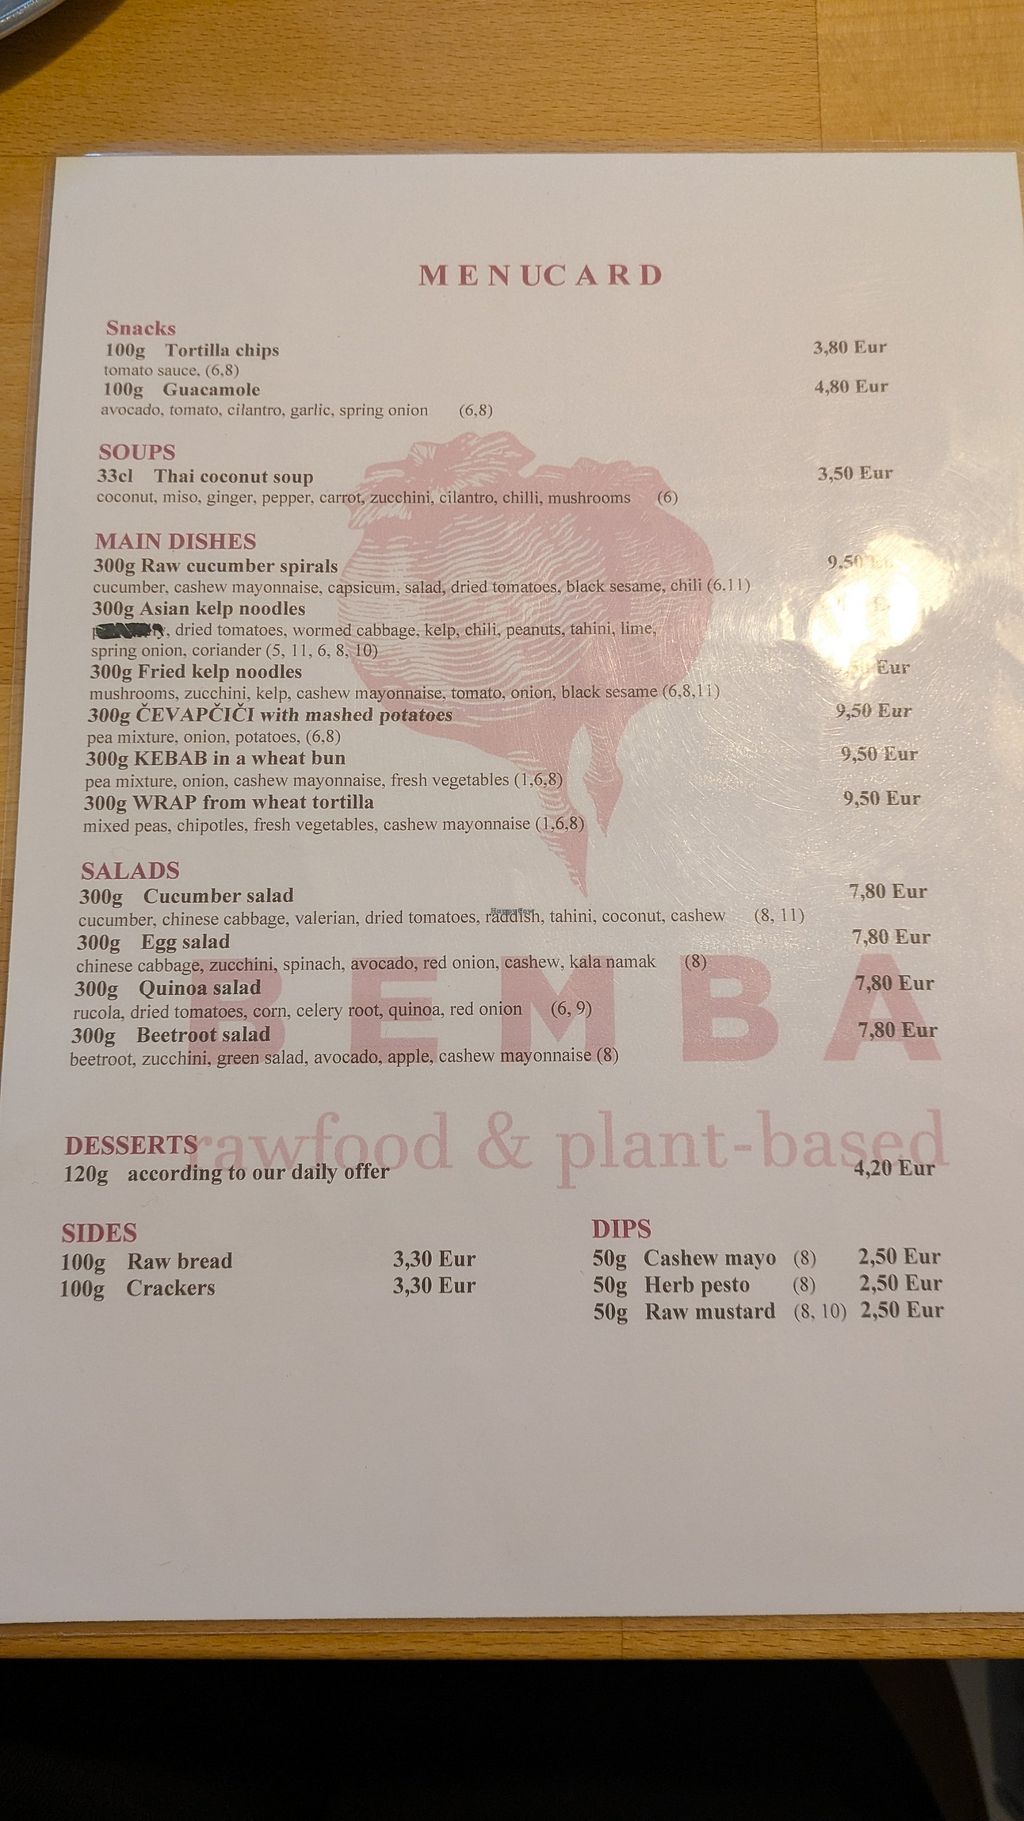 MENUCARD
Snacks
100g Tortilla chips 3,80 Eur
tomato sauce, (6,8)
100g Guacamole 4,80 Eur
avocado, tomato, cilantro, garlic, spring onion (6,8)
SOUPS
33cl Thai coconut soup 3,50 Eur
coconut, miso, ginger, pepper, carrot, zucchini, cilantro, chilli, mushrooms (6)
MAIN DISHES
300g Raw cucumber spirals 9,50
cucumber, cashew mayonnaise, capsicum, salad, dried tomatoes, black sesame, chili (6.11)
300g Asian kelp noodles
, dried tomatoes, wormed cabbage, kelp, chili, peanuts, tahini, lime,
spring onion, coriander (5, 11, 6, 8, 10)
300g Fried kelp noodles Eur
mushrooms, zucchini, kelp, cashew mayonnaise, tomato, onion, black sesame (6,8,11)
300g ČEVAPČIČI with mashed potatoes 9,50 Eur
pea mixture, onion, potatoes, (6,8)
300g KEBAB in a wheat bun 9,50 Eur
pea mixture, onion, cashew mayonnaise, fresh vegetables (1,6,8)
300g WRAP from wheat tortilla 9,50 Eur
mixed peas, chipotles, fresh vegetables, cashew mayonnaise (1,6,8)
SALADS
300g Cucumber salad 7,80 Eur
cucumber, chinese cabbage, valerian, dried tomatoes, raddish, tahini, coconut, cashew (8, 11)
HappyCow
300g Egg salad 7,80 Eur
chinese cabbage, zucchini, spinach, avocado, red onion, cashew, kala namak (8)
300g Quinoa salad 7,80 Eur
rucola, dried tomatoes, corn, celery root, quinoa, red onion (6, 9)
300g Beetroot salad 7,80 Eur
beetroot, zucchini, green salad, avocado, apple, cashew mayonnaise (8)
BEMBA
rawfood & plant-based
DESSERTS
120g according to our daily offer 4,20 Eur
SIDES
100g Raw bread 3,30 Eur
100g Crackers 3,30 Eur
DIPS
50g Cashew mayo (8) 2,50 Eur
50g Herb pesto (8) 2,50 Eur
50g Raw mustard (8, 10) 2,50 Eur